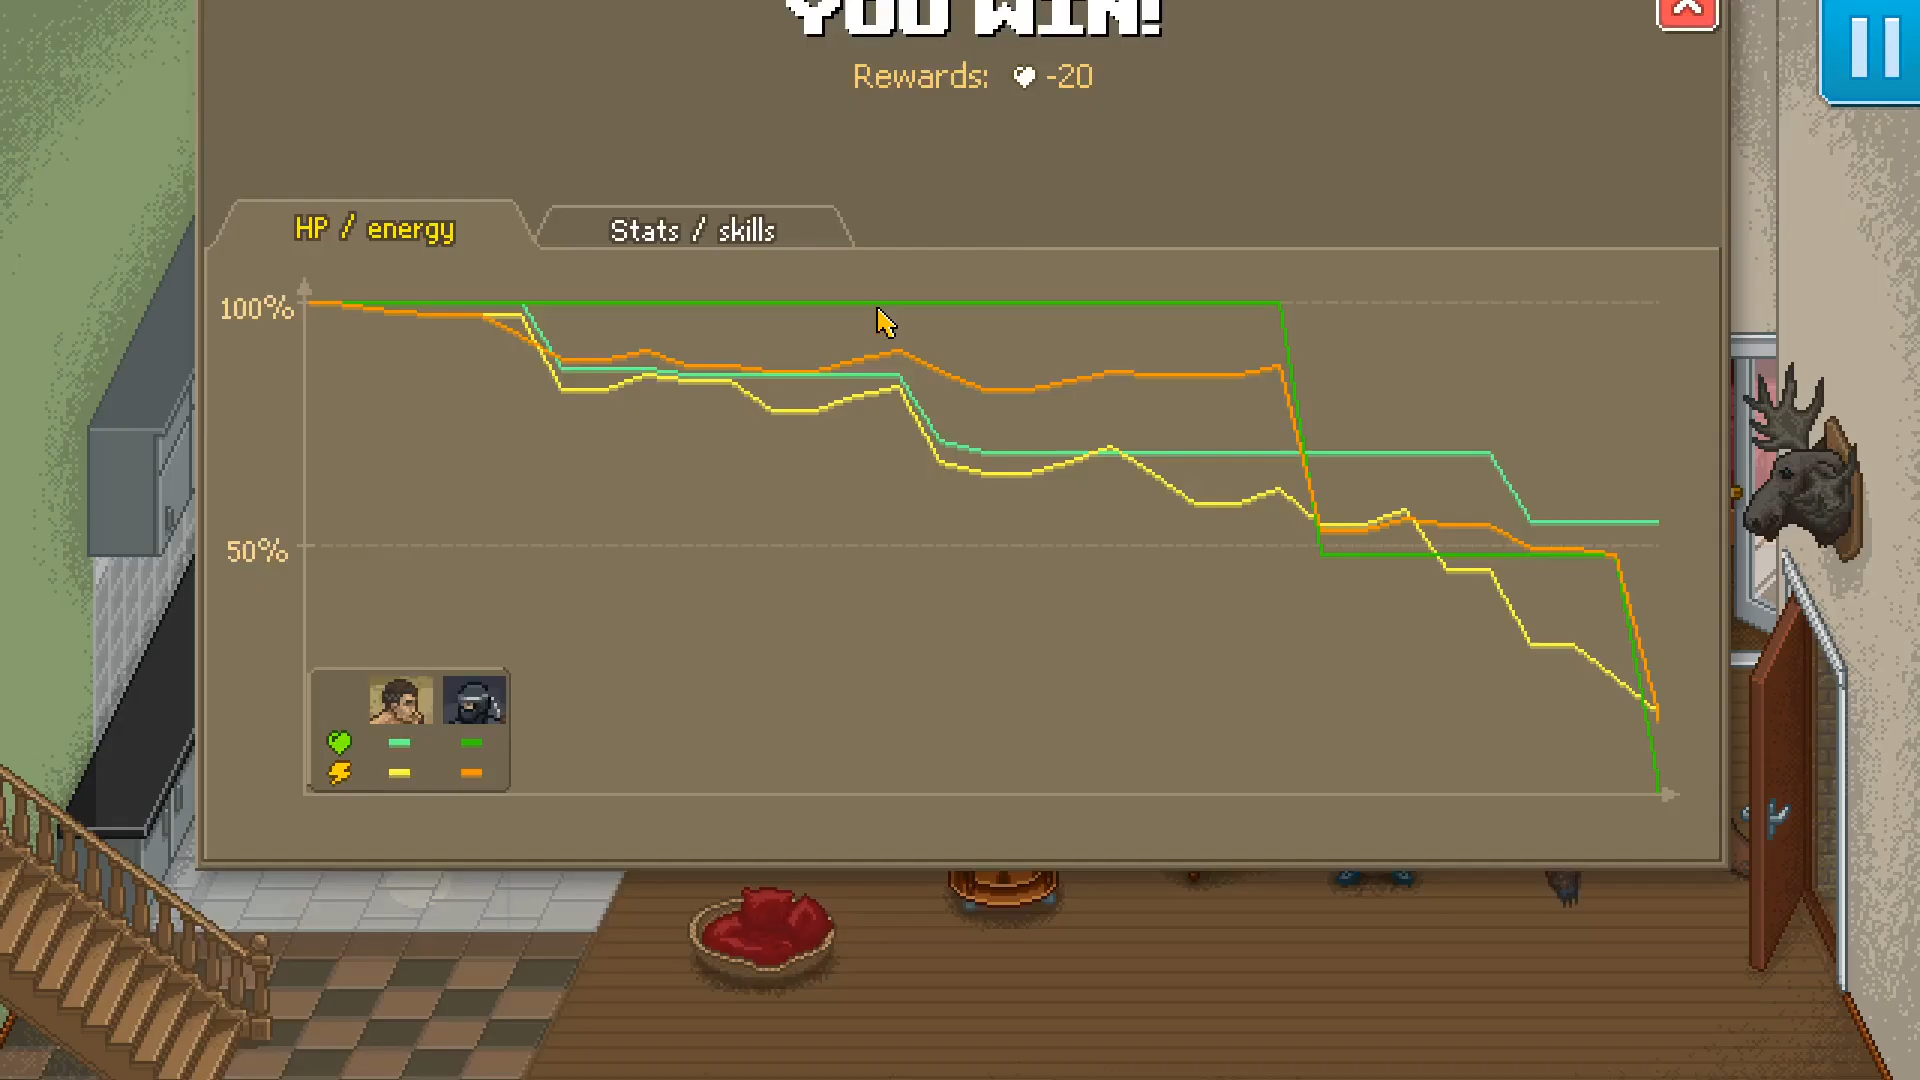 YOU WIN!
Rewards: -20
HP / energy
Stats / skills
100%
50%